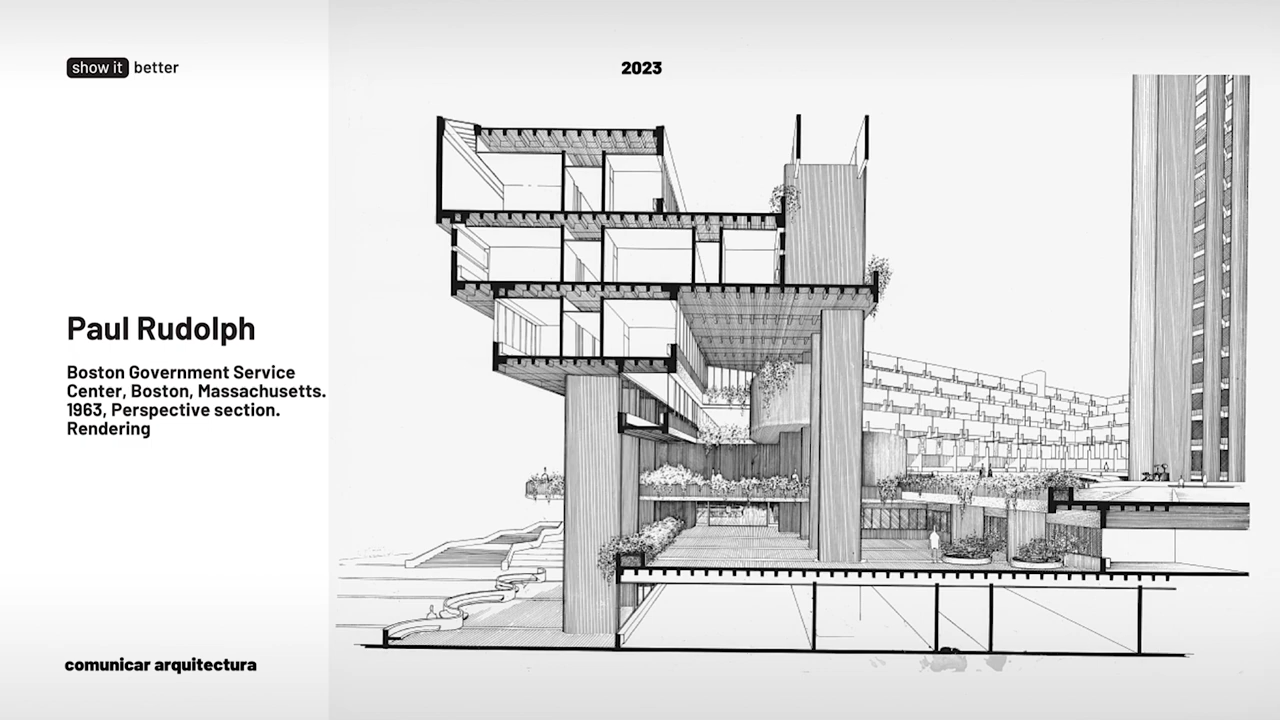 show it better
2023
Paul Rudolph
Boston Government Service
Center, Boston, Massachusetts.
1963, Perspective section.
Rendering
comunicar arquitectura